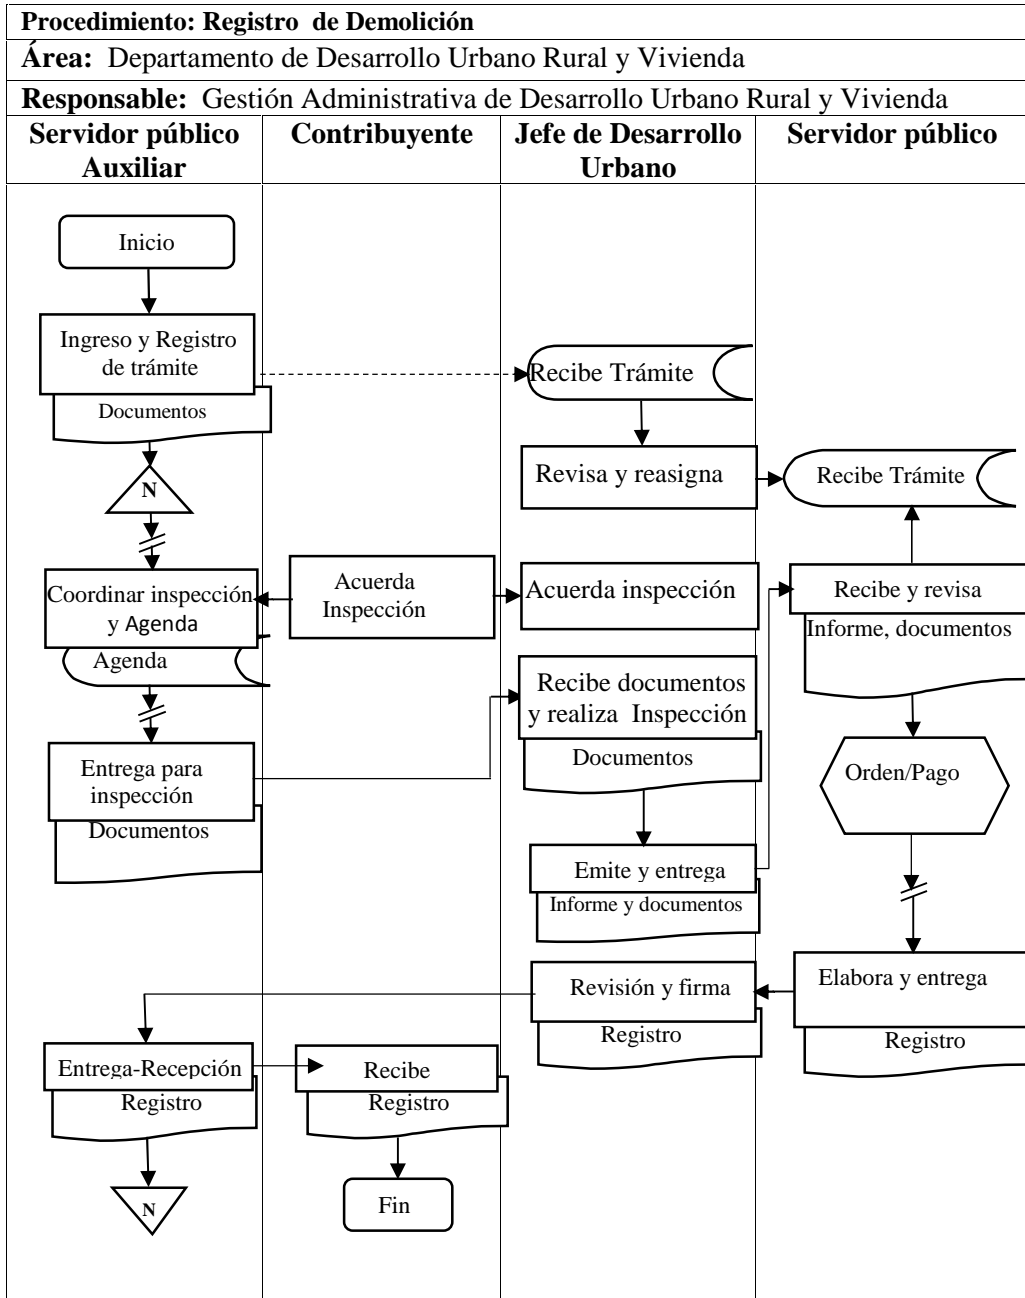 Procedimiento: Registro de Demolición
Área: Departamento de Desarrollo Urbano Rural y Vivienda
Responsable: Gestión Administrativa de Desarrollo Urbano Rural y Vivienda
Servidor público
Auxiliar
Contribuyente
Jefe de Desarrollo
Urbano
Servidor público
Inicio
Ingreso y Registro
de trámite
Documentos
Recibe Trámite
Revisa y reasigna
Recibe Trámite
N
Coordinar inspección
y Agenda
Agenda
Acuerda
Inspección
Acuerda inspección
Recibe y revisa
Informe, documentos
Recibe documentos
y realiza Inspección
Documentos
Entrega para
inspección
Documentos
Orden/Pago
Emite y entrega
Informe y documentos
Elabora y entrega
Registro
Revisión y firma
Registro
Entrega-Recepción
Registro
Recibe
Registro
N
Fin